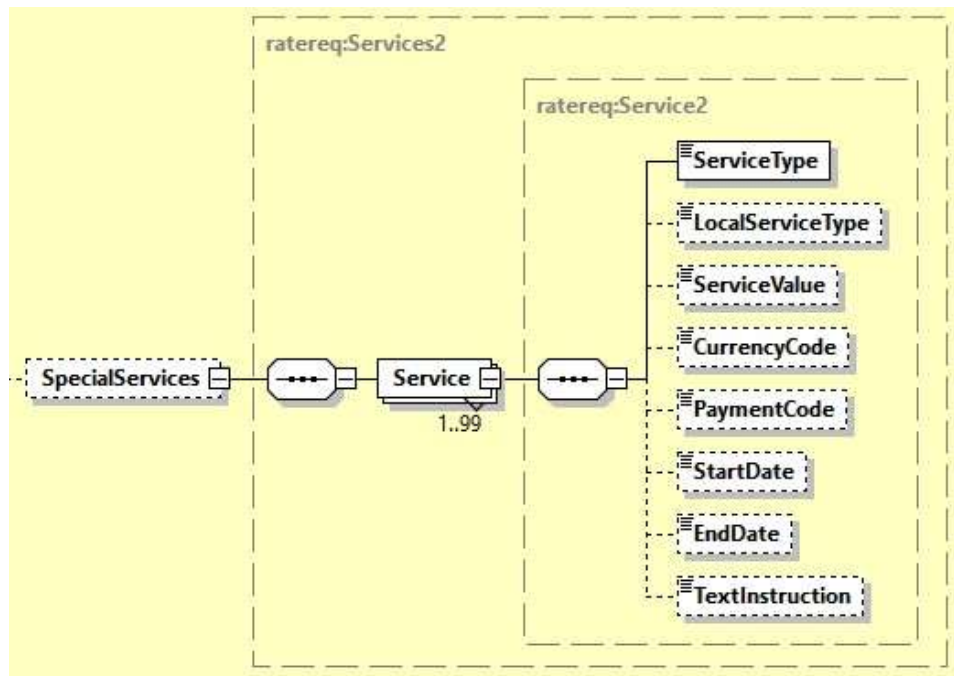 ratereq:Services2
ratereq:Service2
ServiceType
LocalServiceType
ServiceValue
CurrencyCode
SpecialServices
Service
1..99
PaymentCode
StartDate
EndDate
TextInstruction